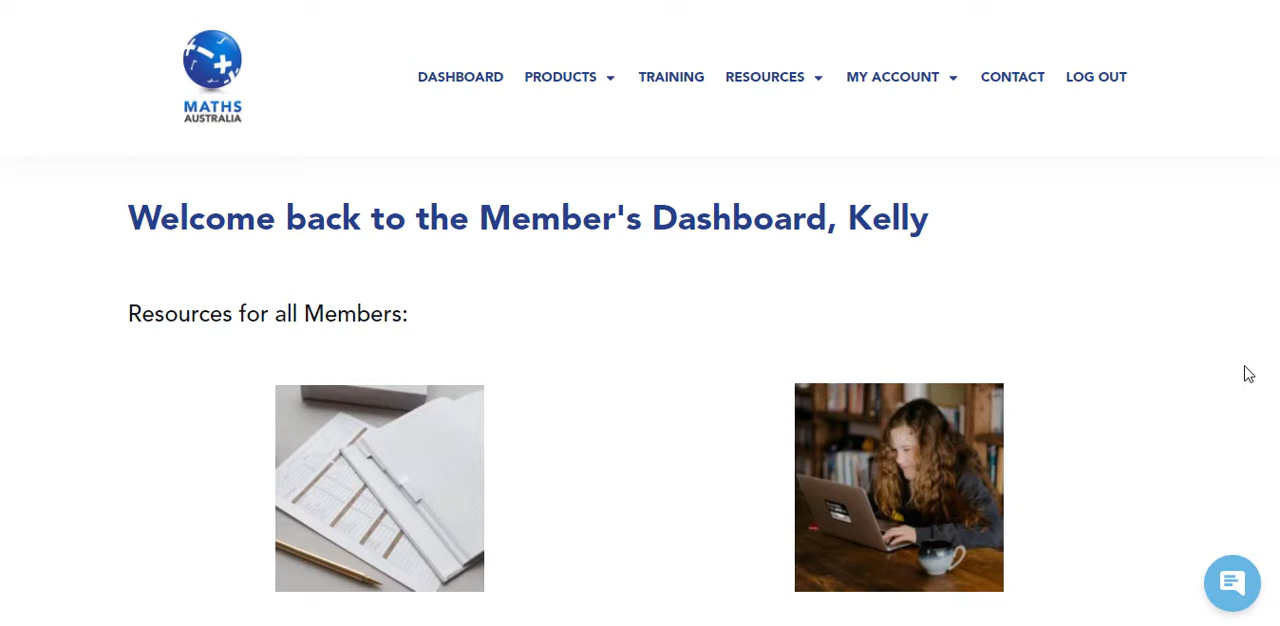 MATHS
AUSTRALIA
DASHBOARD PRODUCTS TRAINING RESOURCES MY ACCOUNT CONTACT LOG OUT
Welcome back to the Member's Dashboard, Kelly
Resources for all Members: